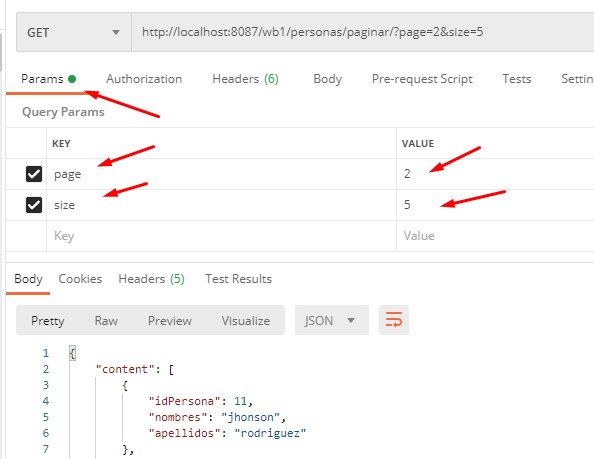 GET http://localhost:8087/wb1/personas/paginar/?page=2&size=5
Params Authorization Headers (6) Body Pre-request Script Tests Settin
Query Params
KEY VALUE
page 2
size 5
Key Value
Body Cookies Headers (5) Test Results
Pretty Raw Preview Visualize JSON
1 {
2 "content": [
3 {
4 "idPersona": 11,
5 "nombres": "jhonson",
6 "apellidos": "rodriguez"
7 },